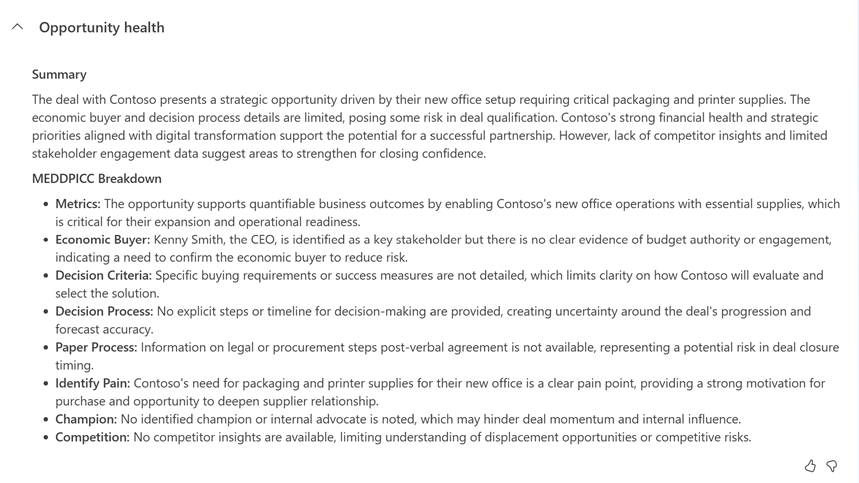 Opportunity health
Summary
The deal with Contoso presents a strategic opportunity driven by their new office setup requiring critical packaging and printer supplies. The
economic buyer and decision process details are limited, posing some risk in deal qualification. Contoso's strong financial health and strategic
priorities aligned with digital transformation support the potential for a successful partnership. However, lack of competitor insights and limited
stakeholder engagement data suggest areas to strengthen for closing confidence.
MEDDPICC Breakdown
• Metrics: The opportunity supports quantifiable business outcomes by enabling Contoso's new office operations with essential supplies, which
is critical for their expansion and operational readiness.
• Economic Buyer: Kenny Smith, the CEO, is identified as a key stakeholder but there is no clear evidence of budget authority or engagement,
indicating a need to confirm the economic buyer to reduce risk.
• Decision Criteria: Specific buying requirements or success measures are not detailed, which limits clarity on how Contoso will evaluate and
select the solution.
• Decision Process: No explicit steps or timeline for decision-making are provided, creating uncertainty around the deal's progression and
forecast accuracy.
• Paper Process: Information on legal or procurement steps post-verbal agreement is not available, representing a potential risk in deal closure
timing.
• Identify Pain: Contoso's need for packaging and printer supplies for their new office is a clear pain point, providing a strong motivation for
purchase and opportunity to deepen supplier relationship.
• Champion: No identified champion or internal advocate is noted, which may hinder deal momentum and internal influence.
• Competition: No competitor insights are available, limiting understanding of displacement opportunities or competitive risks.